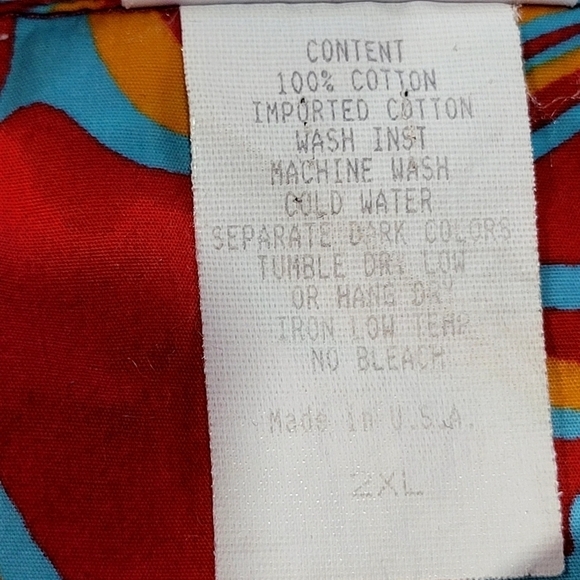 CONTENT
100% COTTON
IMPORTED COTTON
WASH INST
MACHINE WASH
COLD WATER
SEPARATE DARK COLORS
TUMBLE DRY LOW
OR HANG DRY
IRON LOW TEMP
NO BLEACH
Made in U.S.A.
2XL